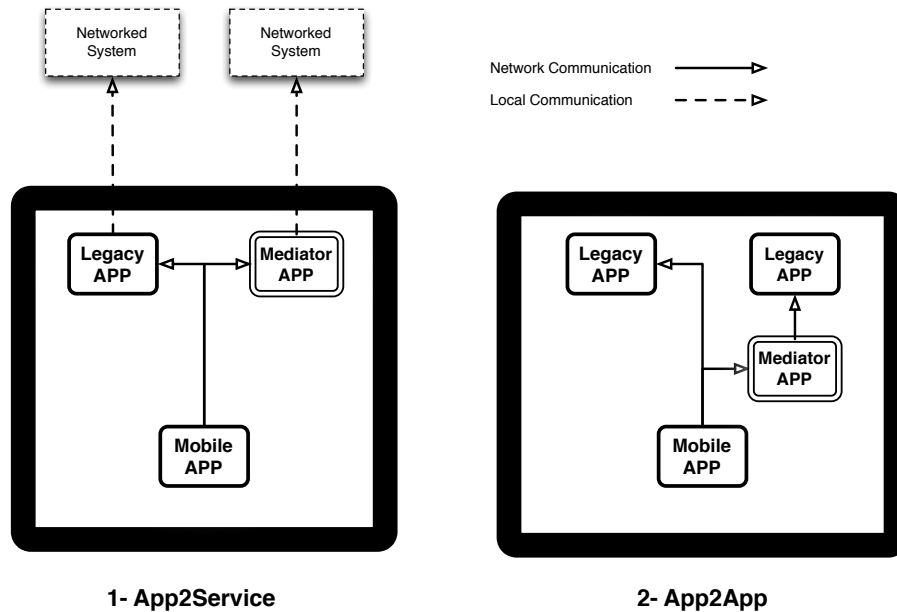 Networked
System
Networked
System
Network Communication
Local Communication
Legacy
APP
Mediator
APP
Mobile
APP
Legacy
APP
Legacy
APP
Mediator
APP
Mobile
APP
1- App2Service
2- App2App